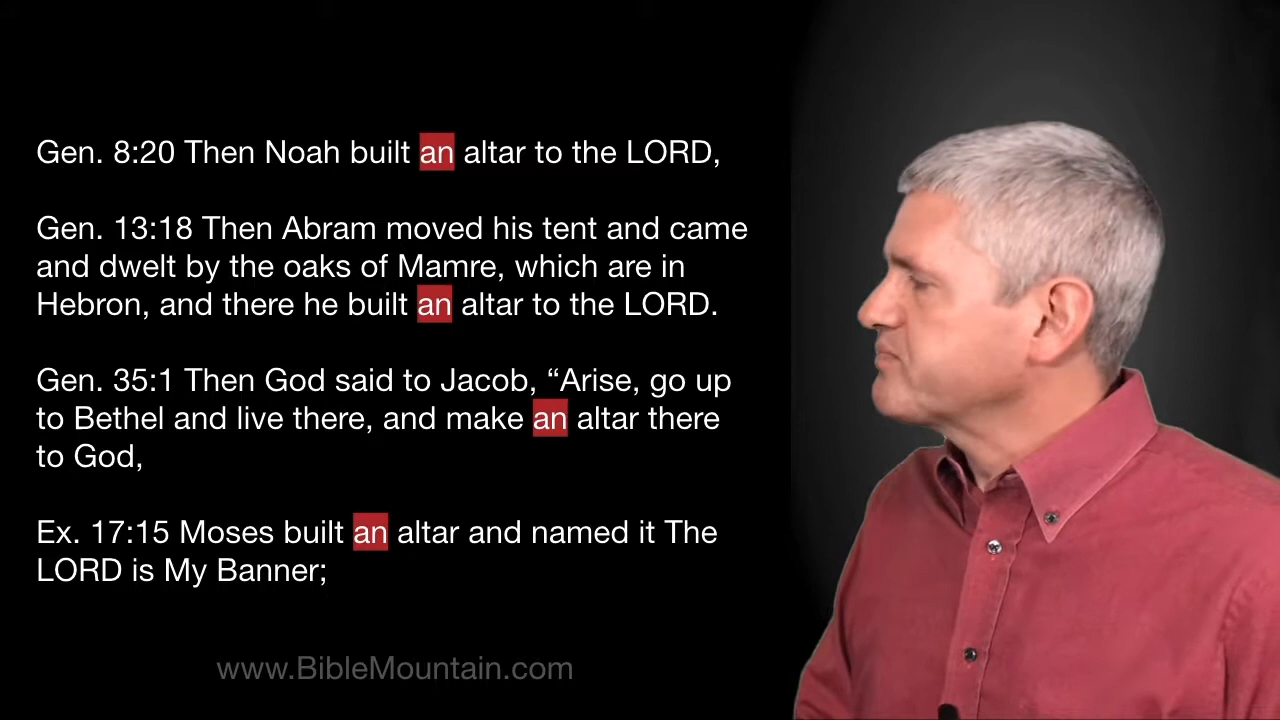 Gen. 8:20 Then Noah built an altar to the LORD,
Gen. 13:18 Then Abram moved his tent and came
and dwelt by the oaks of Mamre, which are in
Hebron, and there he built an altar to the LORD.
Gen. 35:1 Then God said to Jacob, “Arise, go up
to Bethel and live there, and make an altar there
to God,
Ex. 17:15 Moses built an altar and named it The
LORD is My Banner;
www.BibleMountain.com